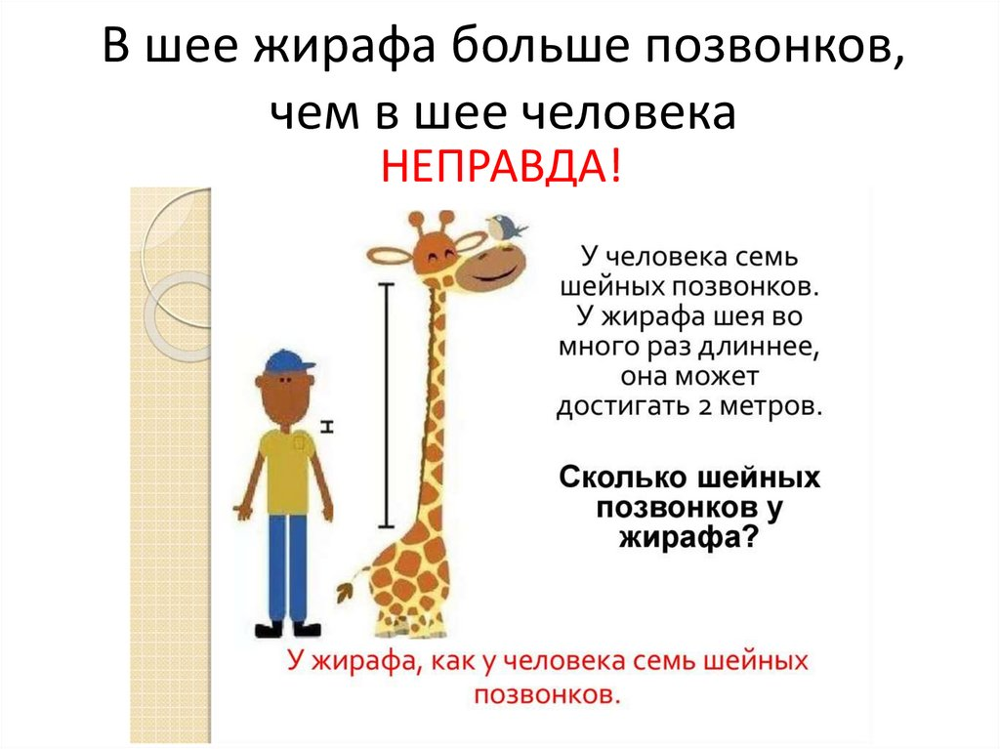 В шее жирафа больше позвонков,
чем в шее человека
НЕПРАВДА!
У человека семь
шейных позвонков.
У жирафа шея во
много раз длиннее,
она может
достигать 2 метров.
Сколько шейных
позвонков у
жирафа?
У жирафа, как у человека семь шейных
позвонков.